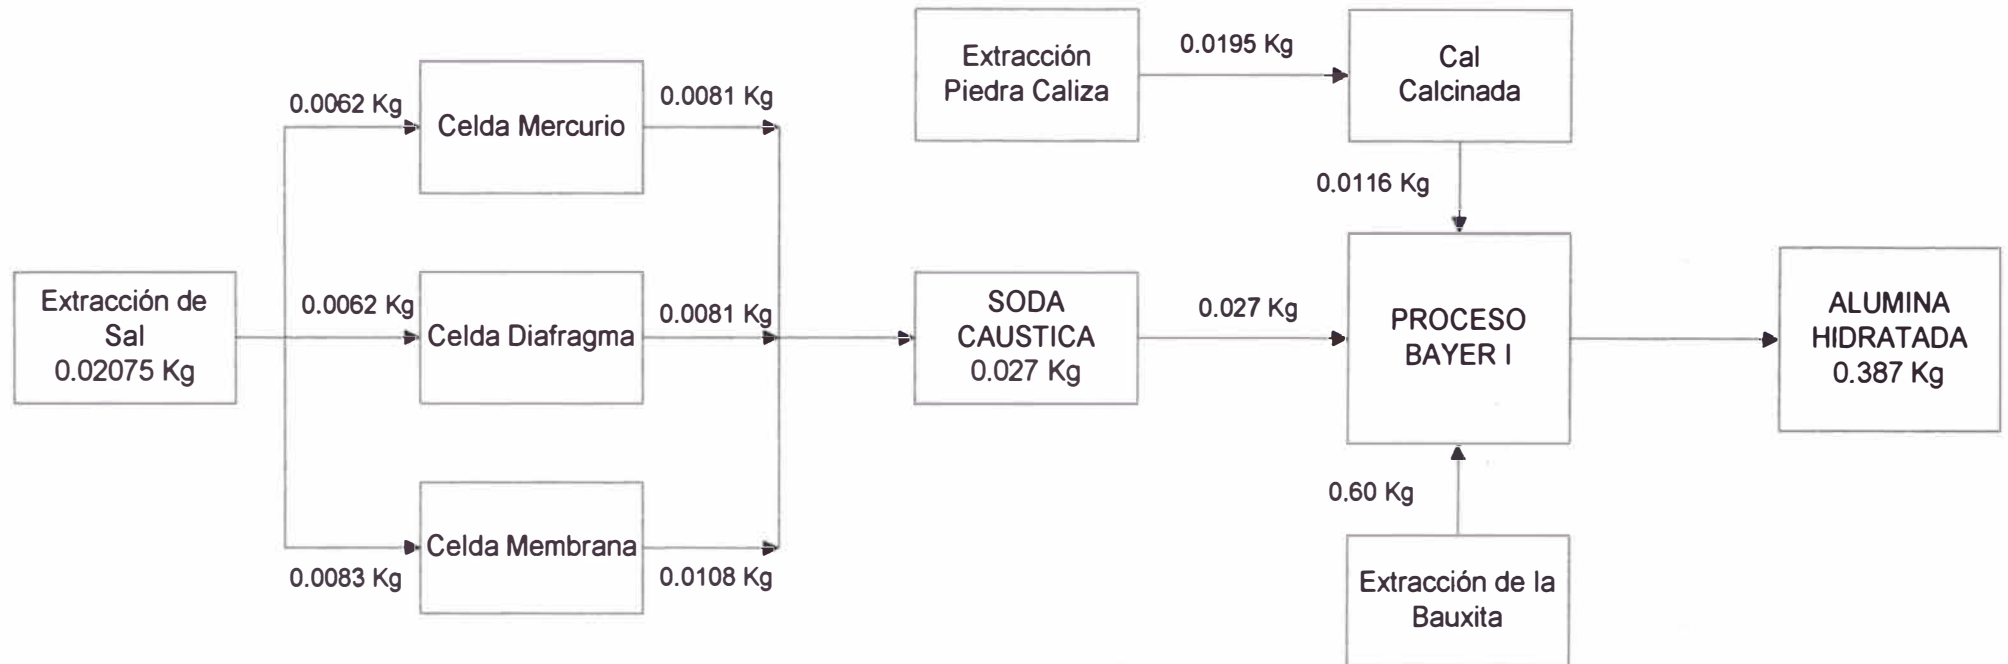 Extracción
Piedra Caliza
0.0195 Kg
Cal
Calcinada
0.0116 Kg
0.0062 Kg
Celda Mercurio
0.0081 Kg
Extracción de
Sal
0.02075 Kg
0.0062 Kg
Celda Diafragma
0.0081 Kg
SODA
CAUSTICA
0.027 Kg
0.027 Kg
PROCESO
BAYER I
ALUMINA
HIDRATADA
0.387 Kg
0.0083 Kg
Celda Membrana
0.0108 Kg
0.60 Kg
Extracción de la
Bauxita